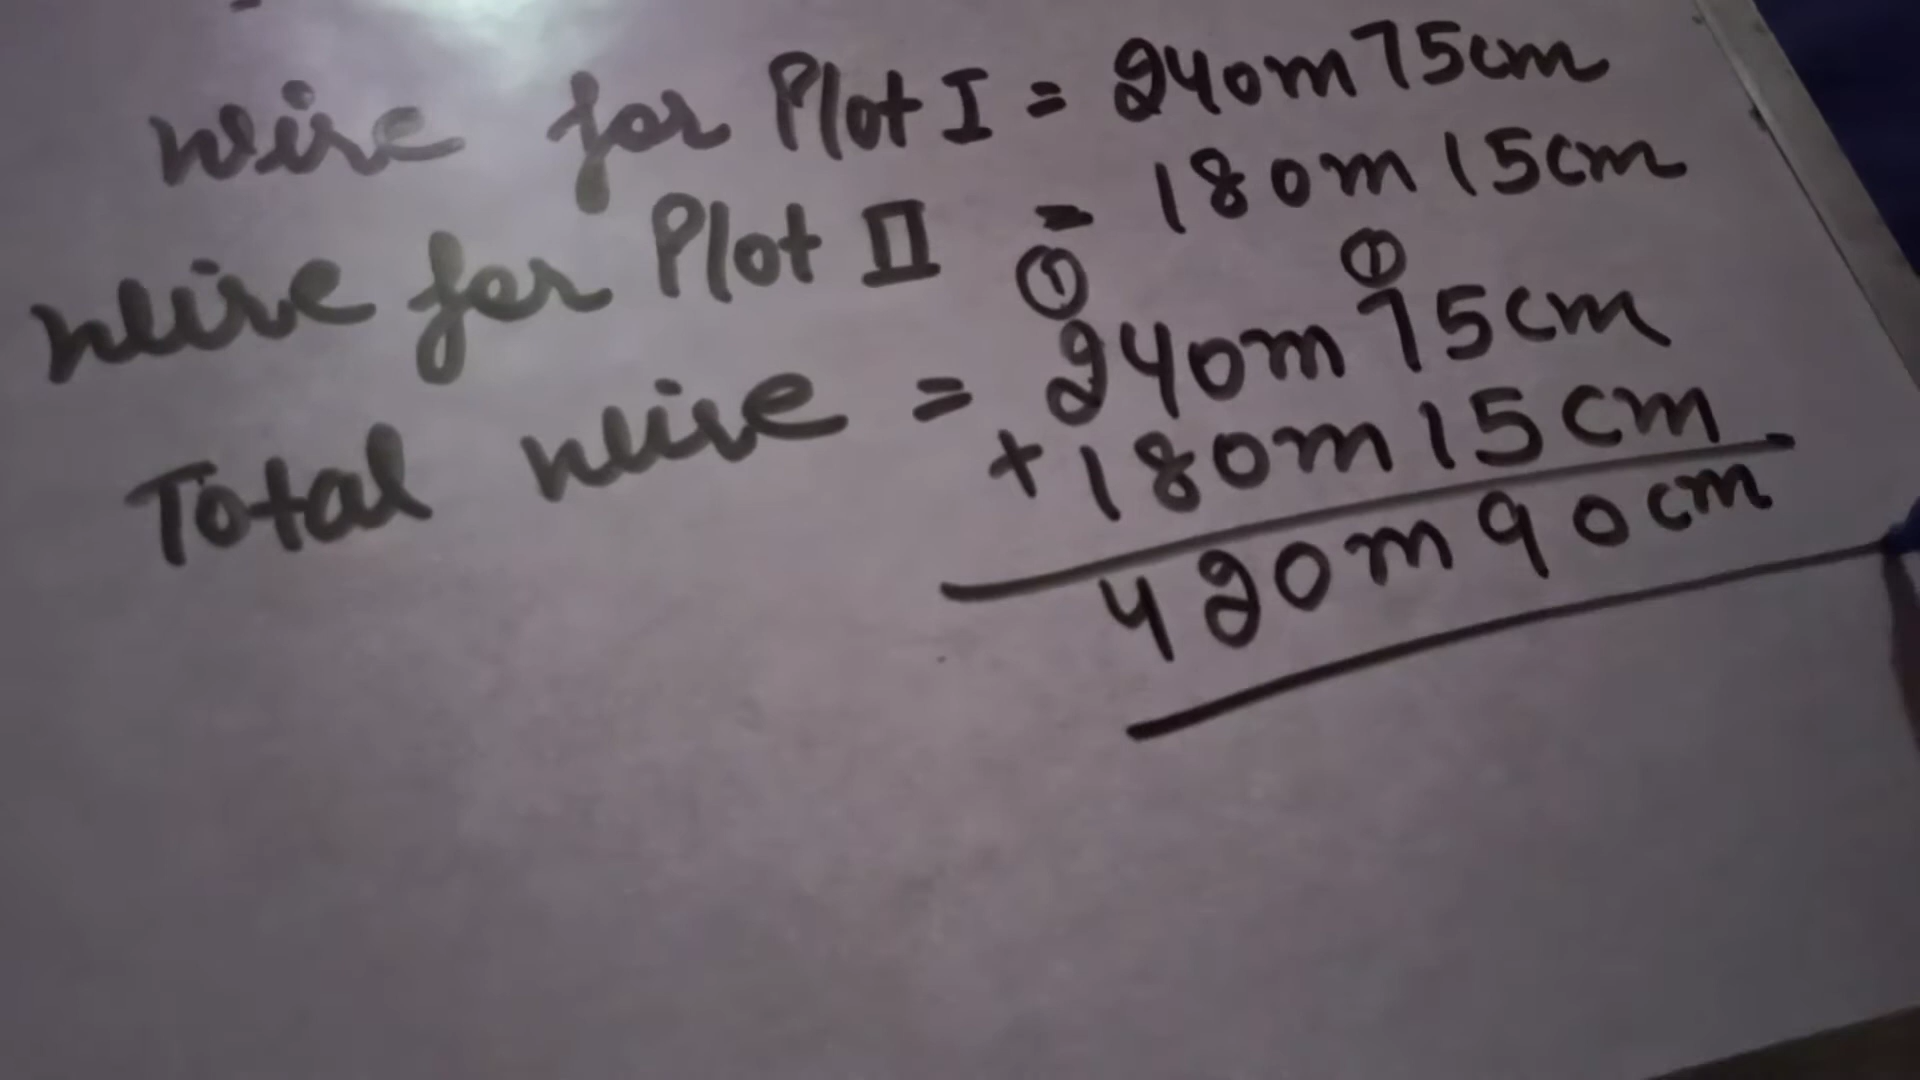 Wire for Plot I = 240m 75cm
Wire for Plot II = 180m 15cm
① ①
Total wire = 240m 75cm
+ 180m 15cm
420m 90cm